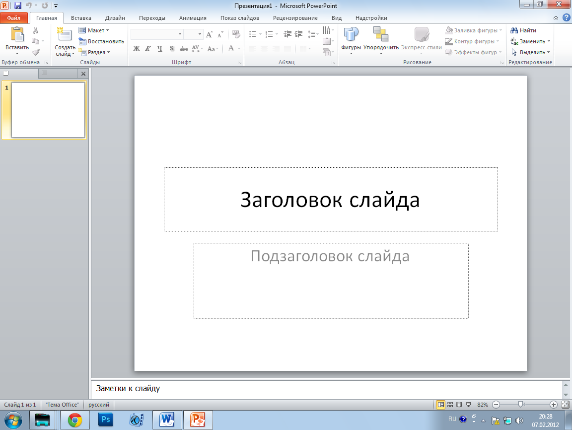 Презентация1 - Microsoft PowerPoint
Файл Главная Вставка Дизайн Переходы Анимация Показ слайдов Рецензирование Вид Надстройки
Вставить
Буфер обмена
Создать слайд
Макет
Восстановить
Раздел
Слайды
Ж К Ч S abc
Шрифт
Абзац
Фигуры Упорядочить Экспресс-стили
Заливка фигуры
Контур фигуры
Эффекты фигур
Рисование
Найти
Заменить
Выделить
Редактирование
1
Заголовок слайда
Подзаголовок слайда
Заметки к слайду
Слайд 1 из 1 "Тема Office" русский 82%
RU 20:28
07.02.2012